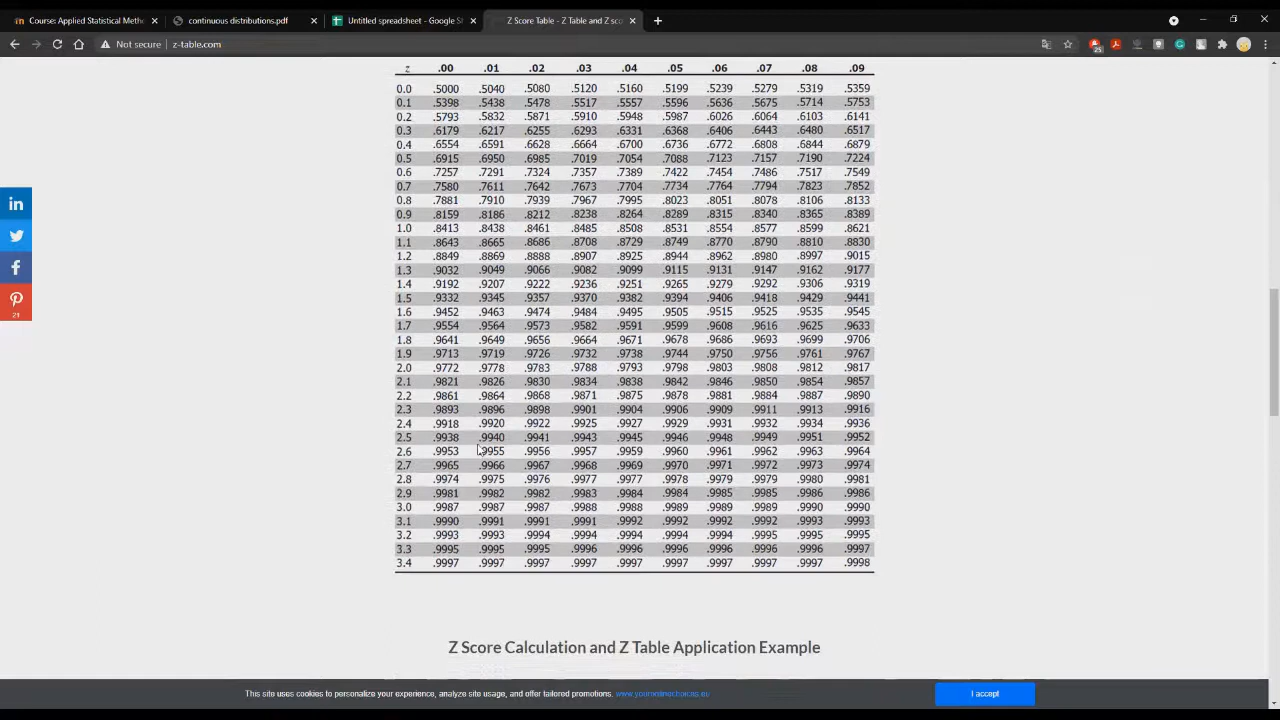 Course: Applied Statistical Meth
continuous distributions.pdf
Untitled spreadsheet - Google S
Z Score Table - Z Table and Z sco
Not secure | z-table.com
25
z .00 .01 .02 .03 .04 .05 .06 .07 .08 .09
0.0 .5000 .5040 .5080 .5120 .5160 .5199 .5239 .5279 .5319 .5359
0.1 .5398 .5438 .5478 .5517 .5557 .5596 .5636 .5675 .5714 .5753
0.2 .5793 .5832 .5871 .5910 .5948 .5987 .6026 .6064 .6103 .6141
0.3 .6179 .6217 .6255 .6293 .6331 .6368 .6406 .6443 .6480 .6517
0.4 .6554 .6591 .6628 .6664 .6700 .6736 .6772 .6808 .6844 .6879
0.5 .6915 .6950 .6985 .7019 .7054 .7088 .7123 .7157 .7190 .7224
0.6 .7257 .7291 .7324 .7357 .7389 .7422 .7454 .7486 .7517 .7549
0.7 .7580 .7611 .7642 .7673 .7704 .7734 .7764 .7794 .7823 .7852
0.8 .7881 .7910 .7939 .7967 .7995 .8023 .8051 .8078 .8106 .8133
0.9 .8159 .8186 .8212 .8238 .8264 .8289 .8315 .8340 .8365 .8389
1.0 .8413 .8438 .8461 .8485 .8508 .8531 .8554 .8577 .8599 .8621
1.1 .8643 .8665 .8686 .8708 .8729 .8749 .8770 .8790 .8810 .8830
1.2 .8849 .8869 .8888 .8907 .8925 .8944 .8962 .8980 .8997 .9015
1.3 .9032 .9049 .9066 .9082 .9099 .9115 .9131 .9147 .9162 .9177
1.4 .9192 .9207 .9222 .9236 .9251 .9265 .9279 .9292 .9306 .9319
1.5 .9332 .9345 .9357 .9370 .9382 .9394 .9406 .9418 .9429 .9441
1.6 .9452 .9463 .9474 .9484 .9495 .9505 .9515 .9525 .9535 .9545
1.7 .9554 .9564 .9573 .9582 .9591 .9599 .9608 .9616 .9625 .9633
1.8 .9641 .9649 .9656 .9664 .9671 .9678 .9686 .9693 .9699 .9706
1.9 .9713 .9719 .9726 .9732 .9738 .9744 .9750 .9756 .9761 .9767
2.0 .9772 .9778 .9783 .9788 .9793 .9798 .9803 .9808 .9812 .9817
2.1 .9821 .9826 .9830 .9834 .9838 .9842 .9846 .9850 .9854 .9857
2.2 .9861 .9864 .9868 .9871 .9875 .9878 .9881 .9884 .9887 .9890
2.3 .9893 .9896 .9898 .9901 .9904 .9906 .9909 .9911 .9913 .9916
2.4 .9918 .9920 .9922 .9925 .9927 .9929 .9931 .9932 .9934 .9936
2.5 .9938 .9940 .9941 .9943 .9945 .9946 .9948 .9949 .9951 .9952
2.6 .9953 .9955 .9956 .9957 .9959 .9960 .9961 .9962 .9963 .9964
2.7 .9965 .9966 .9967 .9968 .9969 .9970 .9971 .9972 .9973 .9974
2.8 .9974 .9975 .9976 .9977 .9977 .9978 .9979 .9979 .9980 .9981
2.9 .9981 .9982 .9982 .9983 .9984 .9984 .9985 .9985 .9986 .9986
3.0 .9987 .9987 .9987 .9988 .9988 .9989 .9989 .9989 .9990 .9990
3.1 .9990 .9991 .9991 .9991 .9992 .9992 .9992 .9992 .9993 .9993
3.2 .9993 .9993 .9994 .9994 .9994 .9994 .9994 .9995 .9995 .9995
3.3 .9995 .9995 .9995 .9996 .9996 .9996 .9996 .9996 .9996 .9997
3.4 .9997 .9997 .9997 .9997 .9997 .9997 .9997 .9997 .9997 .9998
in
21
Z Score Calculation and Z Table Application Example
This site uses cookies to personalize your experience, analyze site usage, and offer tailored promotions. www.youronlinechoices.eu
I accept